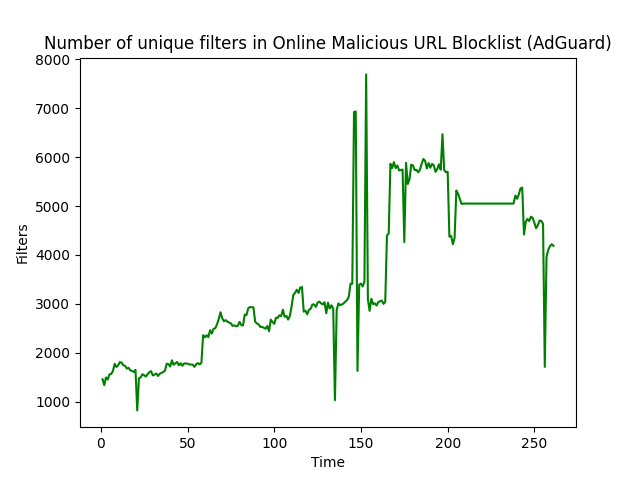 Number of unique filters in Online Malicious URL Blocklist (AdGuard)
8000
7000
6000
5000
4000
3000
2000
1000
Filters
0 50 100 150 200 250
Time